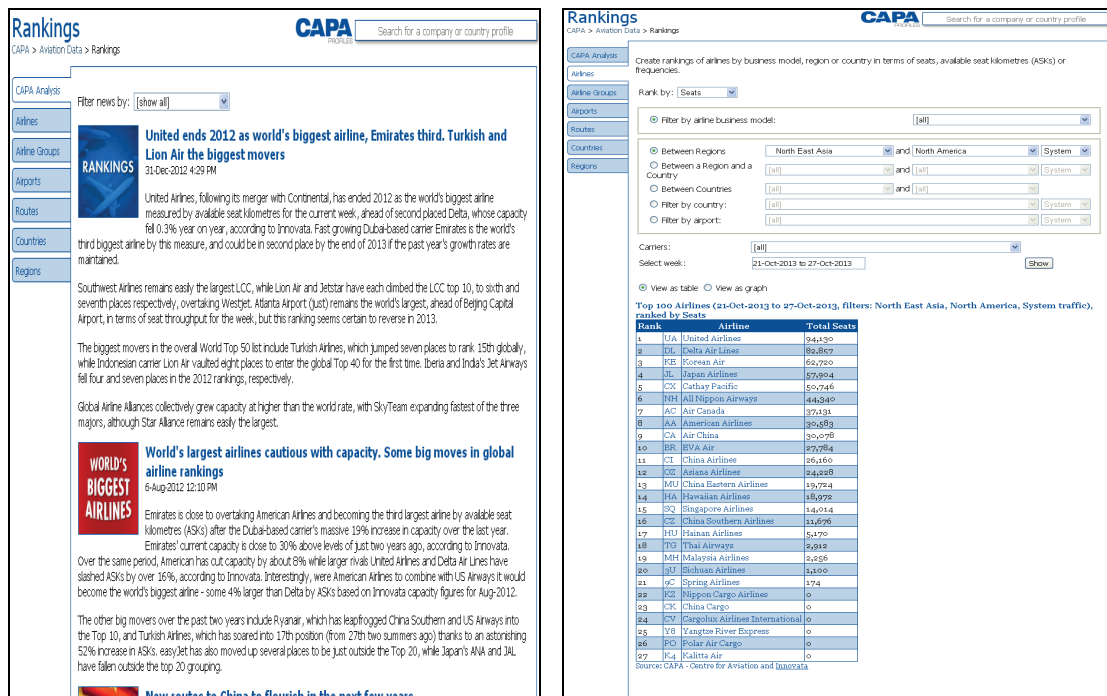 Rankings
CAPA PROFILES
Search for a company or country profile
CAPA > Aviation Data > Rankings
CAPA Analysis
Airlines
Airline Groups
Airports
Routes
Countries
Regions
Filter news by: [show all]
RANKINGS
United ends 2012 as world's biggest airline, Emirates third. Turkish and
Lion Air the biggest movers
31-Dec-2012 4:29 PM
United Airlines, following its merger with Continental, has ended 2012 as the world's biggest airline
measured by available seat kilometres for the current week, ahead of second placed Delta, whose capacity
fell 0.3% year on year, according to Innovata. Fast growing Dubai-based carrier Emirates is the world's
third biggest airline by this measure, and could be in second place by the end of 2013 if the past year's growth rates are
maintained.
Southwest Airlines remains easily the largest LCC, while Lion Air and Jetstar have each climbed the LCC top 10, to sixth and
seventh places respectively, overtaking Westjet. Atlanta Airport (just) remains the world's largest, ahead of Beijing Capital
Airport, in terms of seat throughput for the week, but this ranking seems certain to reverse in 2013.
The biggest movers in the overall World Top 50 list include Turkish Airlines, which jumped seven places to rank 15th globally,
while Indonesian carrier Lion Air vaulted eight places to enter the global Top 40 for the first time. Iberia and India's Jet Airways
fell four and seven places in the 2012 rankings, respectively.
Global Airline Alliances collectively grew capacity at higher than the world rate, with SkyTeam expanding fastest of the three
majors, although Star Alliance remains easily the largest.
WORLD'S
BIGGEST
AIRLINES
World's largest airlines cautious with capacity. Some big moves in global
airline rankings
6-Aug-2012 12:10 PM
Emirates is close to overtaking American Airlines and becoming the third largest airline by available seat
kilometres (ASKs) after the Dubai-based carrier's massive 19% increase in capacity over the last year.
Emirates' current capacity is close to 30% above levels of just two years ago, according to Innovata.
Over the same period, American has cut capacity by about 8% while larger rivals United Airlines and Delta Air Lines have
slashed ASKs by over 16%, according to Innovata. Interestingly, were American Airlines to combine with US Airways it would
become the world's biggest airline - some 4% larger than Delta by ASKs based on Innovata capacity figures for Aug-2012.
The other big movers over the past two years include Ryanair, which has leapfrogged China Southern and US Airways into
the Top 10, and Turkish Airlines, which has soared into 17th position (from 27th two summers ago) thanks to an astonishing
52% increase in ASKs. easyJet has also moved up several places to be just outside the Top 20, while Japan's ANA and JAL
have fallen outside the top 20 grouping.
New routes to China to flourish in the next few years
Rankings
CAPA PROFILES
Search for a company or country profile
CAPA > Aviation Data > Rankings
CAPA Analysis
Airlines
Airline Groups
Airports
Routes
Countries
Regions
Create rankings of airlines by business model, region or country in terms of seats, available seat kilometres (ASKs) or
frequencies.
Rank by: Seats
Filter by airline business model: [all]
Between Regions North East Asia and North America System
Between a Region and a
Country [all] and [all] System
Between Countries [all] and [all]
Filter by country: [all] System
Filter by airport: [all] System
Carriers: [all]
Select week: 21-Oct-2013 to 27-Oct-2013 Show
View as table View as graph
Top 100 Airlines (21-Oct-2013 to 27-Oct-2013, filters: North East Asia, North America, System traffic),
ranked by Seats
Rank Airline Total Seats
1 UA United Airlines 94,130
2 DL Delta Air Lines 82,857
3 KE Korean Air 62,720
4 JL Japan Airlines 57,904
5 CX Cathay Pacific 50,746
6 NH All Nippon Airways 44,340
7 AC Air Canada 37,131
8 AA American Airlines 30,583
9 CA Air China 30,078
10 BR EVA Air 27,784
11 CI China Airlines 26,160
12 OZ Asiana Airlines 24,228
13 MU China Eastern Airlines 19,724
14 HA Hawaiian Airlines 18,972
15 SQ Singapore Airlines 14,014
16 CZ China Southern Airlines 11,676
17 HU Hainan Airlines 5,170
18 TG Thai Airways 2,912
19 MH Malaysia Airlines 2,256
20 3U Sichuan Airlines 1,100
21 9C Spring Airlines 174
22 KZ Nippon Cargo Airlines 0
23 CK China Cargo 0
24 CV Cargolux Airlines International 0
25 Y8 Yangtze River Express 0
26 PO Polar Air Cargo 0
27 K4 Kalitta Air 0
Source: CAPA - Centre for Aviation and Innovata